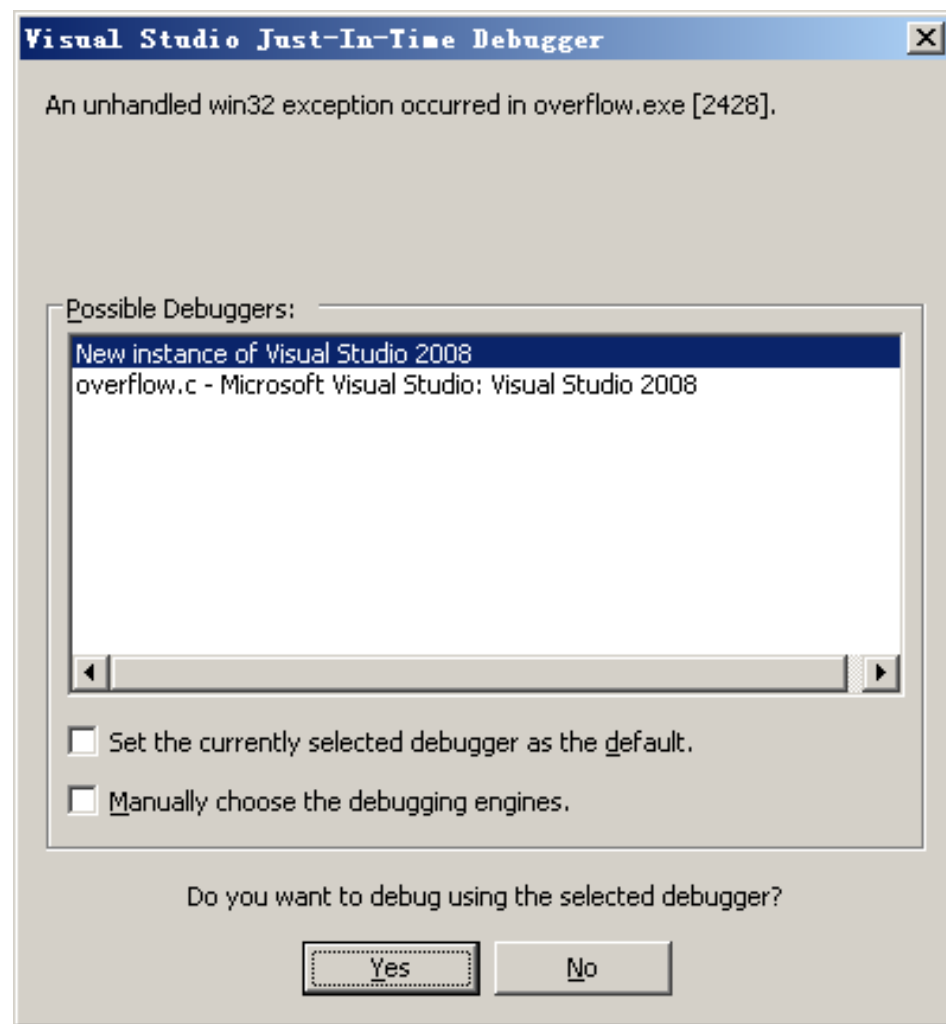 Visual Studio Just-In-Time Debugger
An unhandled win32 exception occurred in overflow.exe [2428].
Possible Debuggers:
New instance of Visual Studio 2008
overflow.c - Microsoft Visual Studio: Visual Studio 2008
Set the currently selected debugger as the default.
Manually choose the debugging engines.
Do you want to debug using the selected debugger?
Yes
No